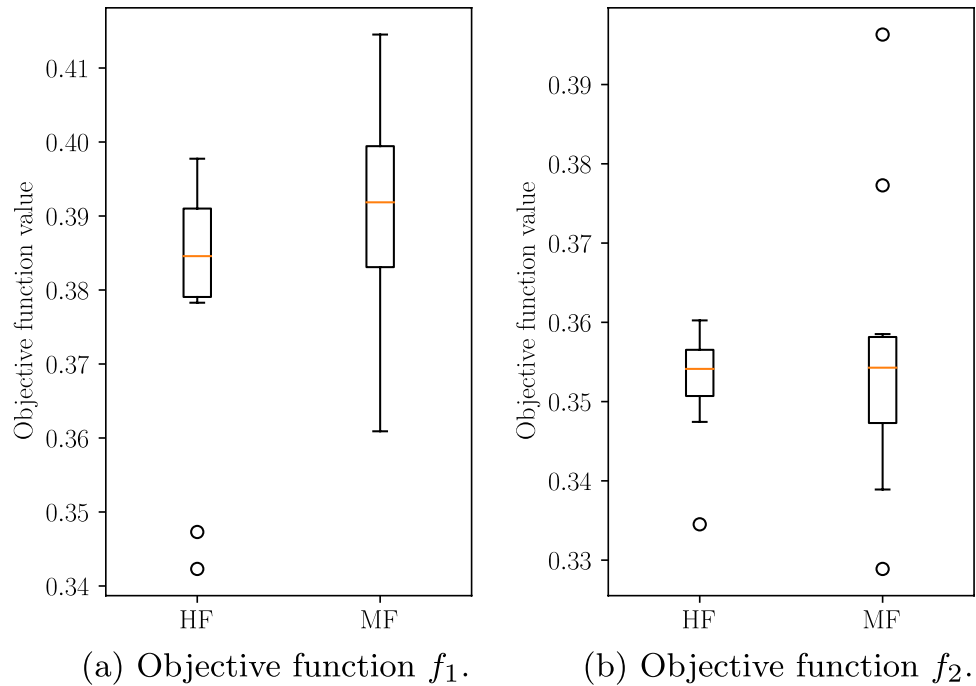 Objective function value
0.41
0.40
0.39
0.38
0.37
0.36
0.35
0.34
HF MF
(a) Objective function f₁.
Objective function value
0.39
0.38
0.37
0.36
0.35
0.34
0.33
HF MF
(b) Objective function f₂.